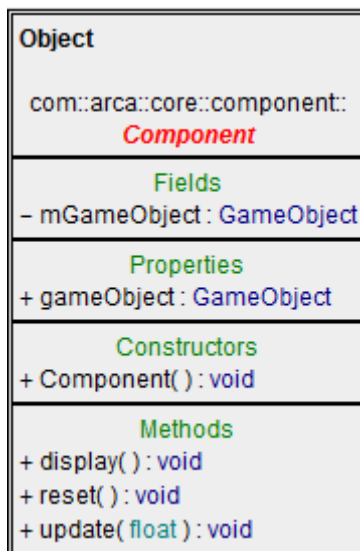 Object
com::arca::core::component::
Component
Fields
– mGameObject : GameObject
Properties
+ gameObject : GameObject
Constructors
+ Component( ) : void
Methods
+ display( ) : void
+ reset( ) : void
+ update( float ) : void